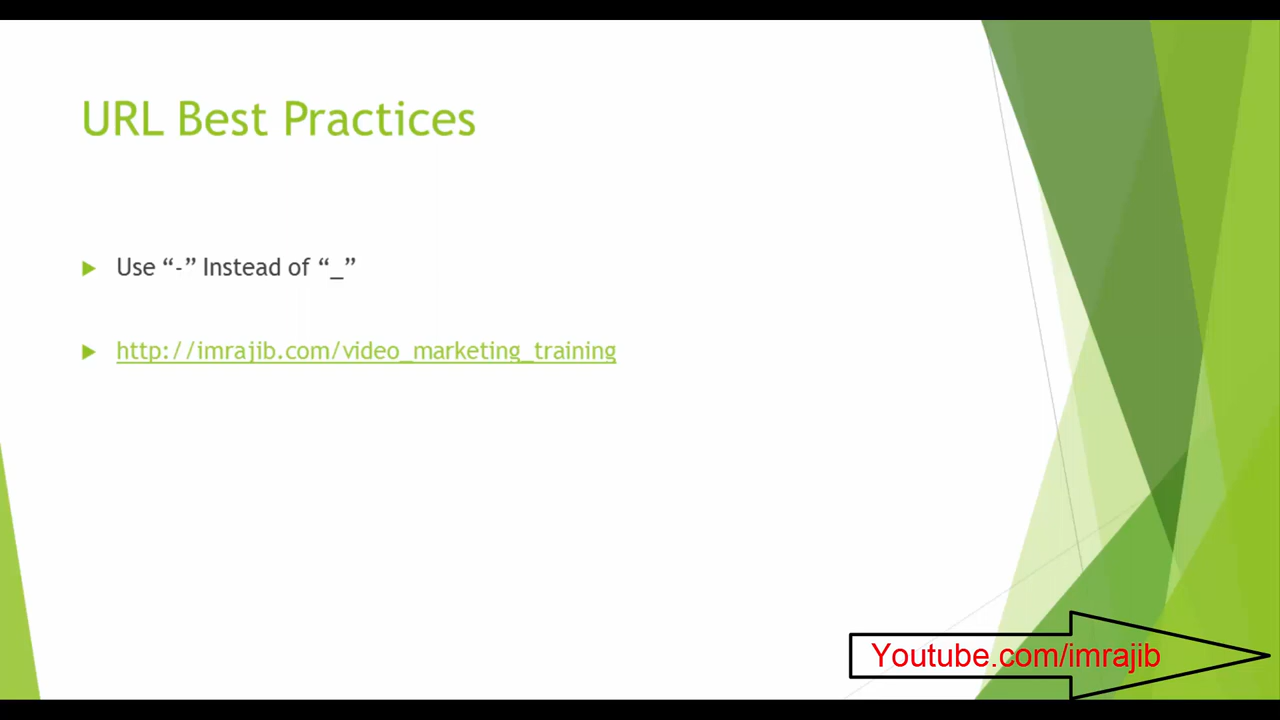 URL Best Practices
Use “-” Instead of “_”
http://imrajib.com/video_marketing_training
Youtube.com/imrajib